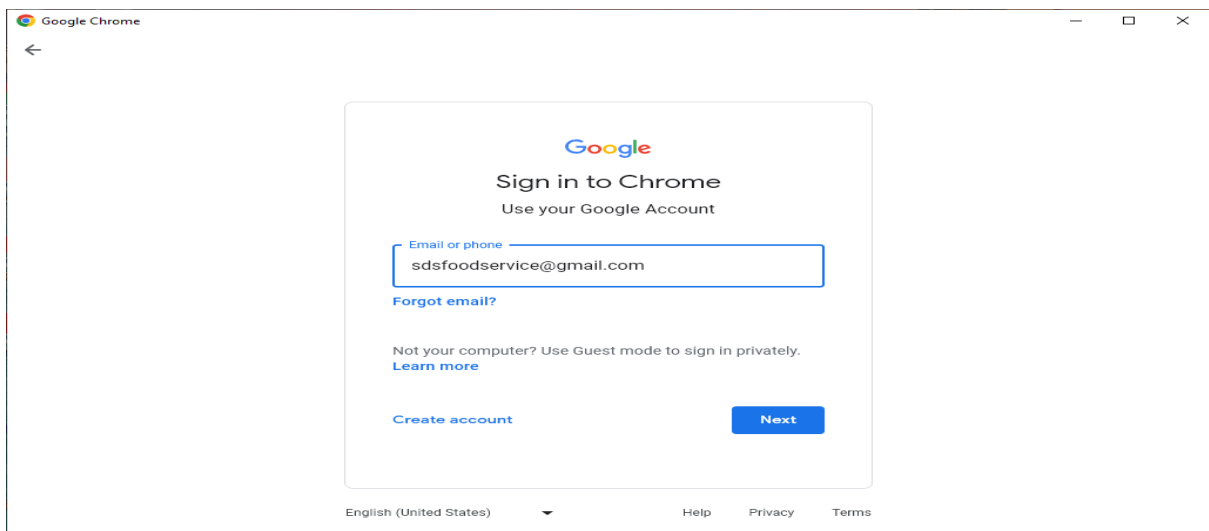 Google Chrome
Google
Sign in to Chrome
Use your Google Account
Email or phone
sdsfoodservice@gmail.com
Forgot email?
Not your computer? Use Guest mode to sign in privately.
Learn more
Create account
Next
English (United States)
Help
Privacy
Terms